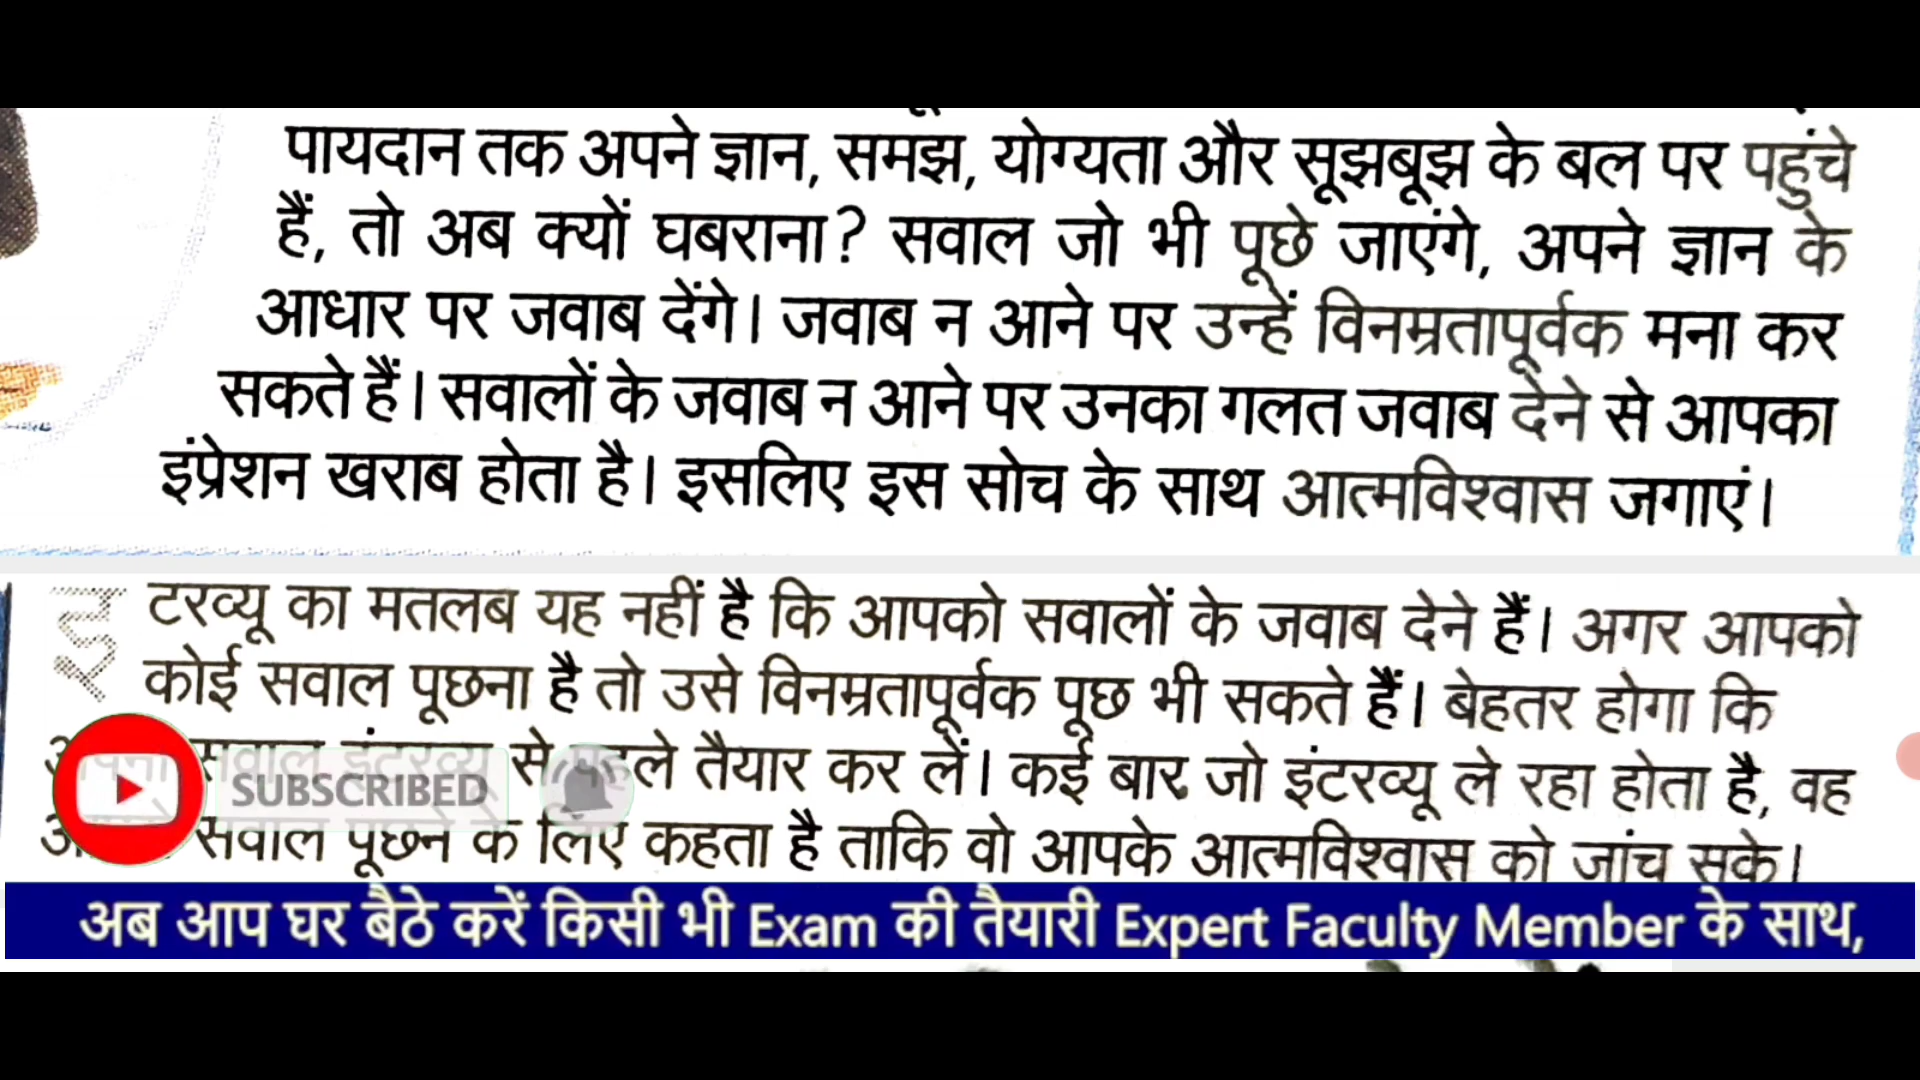 पायदान तक अपने ज्ञान, समझ, योग्यता और सूझबूझ के बल पर पहुंचे
हैं, तो अब क्यों घबराना? सवाल जो भी पूछे जाएंगे, अपने ज्ञान के
आधार पर जवाब देंगे। जवाब न आने पर उन्हें विनम्रतापूर्वक मना कर
सकते हैं। सवालों के जवाब न आने पर उनका गलत जवाब देने से आपका
इंप्रेशन खराब होता है। इसलिए इस सोच के साथ आत्मविश्वास जगाएं।
इ टरव्यू का मतलब यह नहीं है कि आपको सवालों के जवाब देने हैं। अगर आपको
कोई सवाल पूछना है तो उसे विनम्रतापूर्वक पूछ भी सकते हैं। बेहतर होगा कि
सवाल इंटरव्यू से पहले तैयार कर लें। कई बार जो इंटरव्यू ले रहा होता है, वह
SUBSCRIBED
सवाल पूछने के लिए कहता है ताकि वो आपके आत्मविश्वास को जांच सके।
अब आप घर बैठे करें किसी भी Exam की तैयारी Expert Faculty Member के साथ,